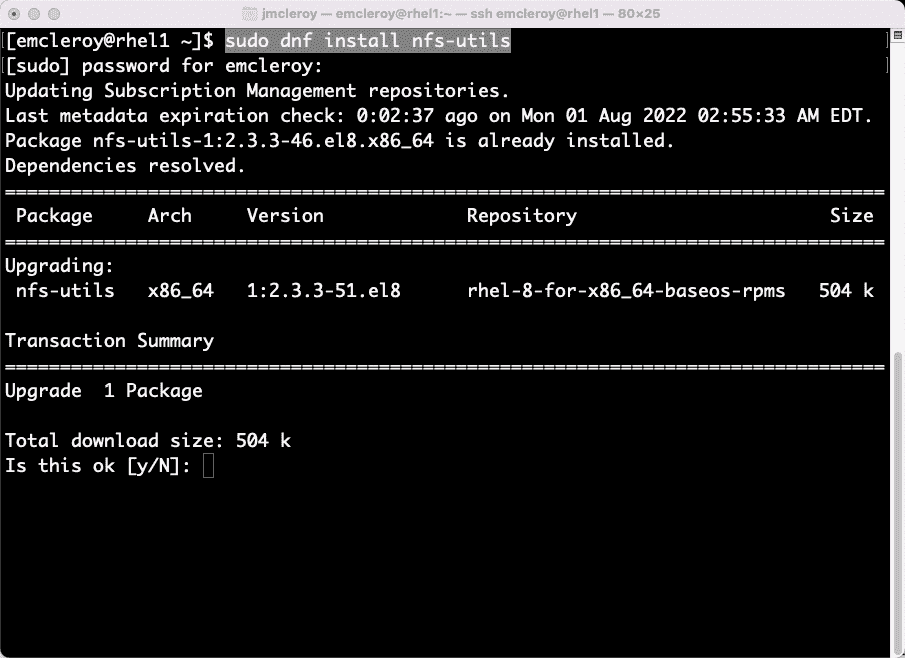 jmcleroy — emcleroy@rhel1:~ — ssh emcleroy@rhel1 — 80×25
[emcleroy@rhel1 ~]$ sudo dnf install nfs-utils
[sudo] password for emcleroy:
Updating Subscription Management repositories.
Last metadata expiration check: 0:02:37 ago on Mon 01 Aug 2022 02:55:33 AM EDT.
Package nfs-utils-1:2.3.3-46.el8.x86_64 is already installed.
Dependencies resolved.
================================================================================
 Package     Arch     Version             Repository                       Size
================================================================================
Upgrading:
 nfs-utils   x86_64   1:2.3.3-51.el8      rhel-8-for-x86_64-baseos-rpms   504 k
Transaction Summary
================================================================================
Upgrade  1 Package
Total download size: 504 k
Is this ok [y/N]: